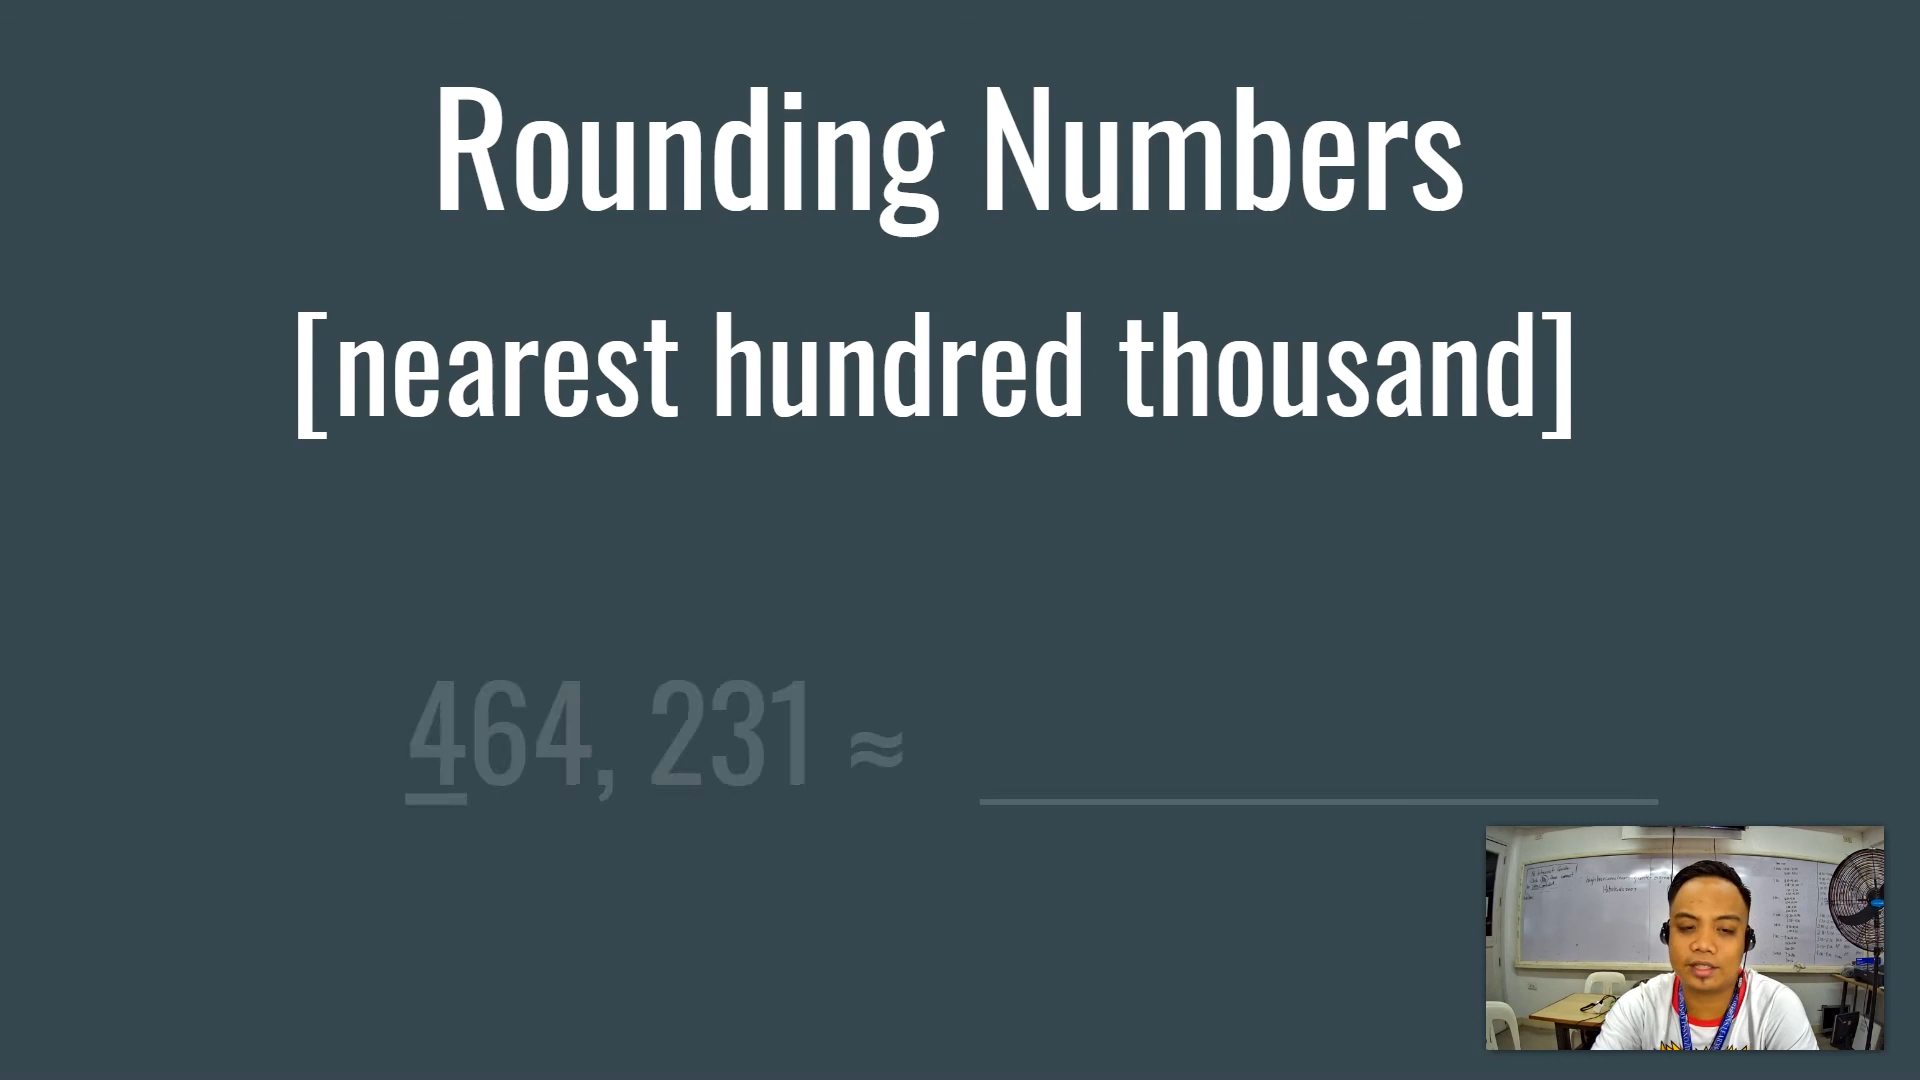 Rounding Numbers
[nearest hundred thousand]
464, 231 ≈